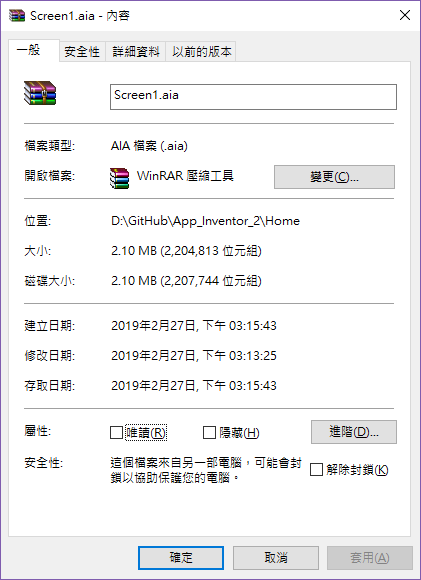 Screen1.aia - 內容
一般 安全性 詳細資料 以前的版本
Screen1.aia
檔案類型: AIA 檔案 (.aia)
開啟檔案: WinRAR 壓縮工具 變更(C)...
位置: D:\GitHub\App_Inventor_2\Home
大小: 2.10 MB (2,204,813 位元組)
磁碟大小: 2.10 MB (2,207,744 位元組)
建立日期: 2019年2月27日, 下午 03:15:43
修改日期: 2019年2月27日, 下午 03:13:25
存取日期: 2019年2月27日, 下午 03:15:43
屬性: 唯讀(R) 隱藏(H) 進階(D)...
安全性: 這個檔案來自另一部電腦，可能會封
鎖以協助保護您的電腦。 解除封鎖(K)
確定 取消 套用(A)